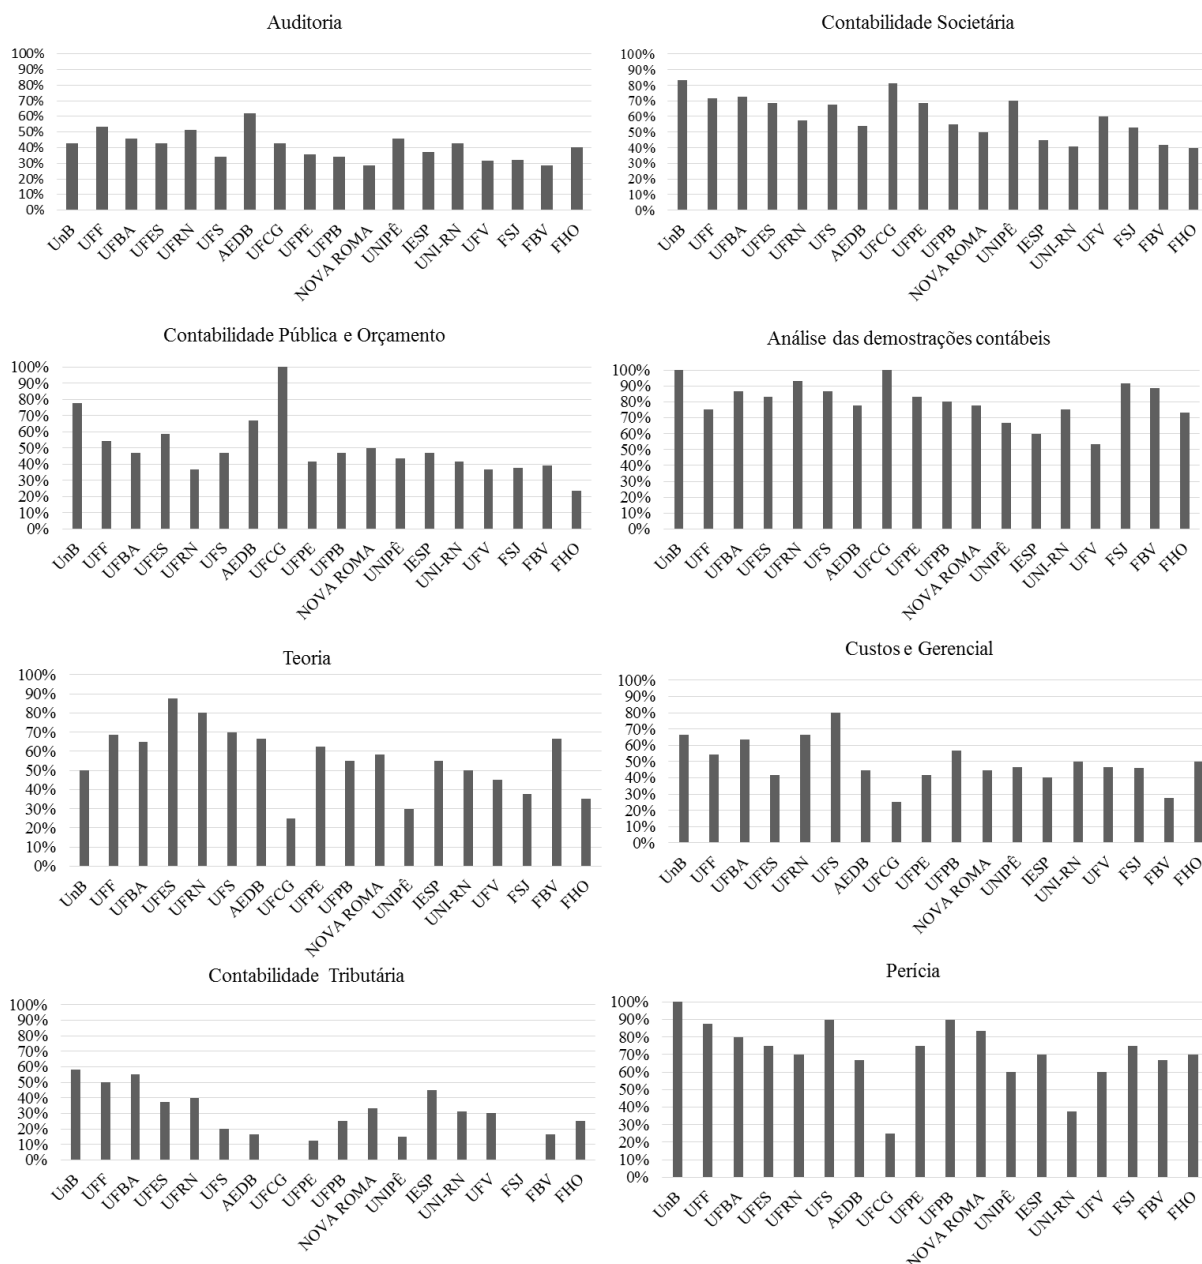 Auditoria
100%
90%
80%
70%
60%
50%
40%
30%
20%
10%
0%
UnB
UFF
UFBA
UFES
UFRN
UFS
AEDB
UFCG
UFPE
UFPB
NOVA ROMA
UNIPÊ
IESP
UNI-RN
UFV
FSJ
FBV
FHO
Contabilidade Societária
100%
90%
80%
70%
60%
50%
40%
30%
20%
10%
0%
UnB
UFF
UFBA
UFES
UFRN
UFS
AEDB
UFCG
UFPE
UFPB
NOVA ROMA
UNIPÊ
IESP
UNI-RN
UFV
FSJ
FBV
FHO
Contabilidade Pública e Orçamento
100%
90%
80%
70%
60%
50%
40%
30%
20%
10%
0%
UnB
UFF
UFBA
UFES
UFRN
UFS
AEDB
UFCG
UFPE
UFPB
NOVA ROMA
UNIPÊ
IESP
UNI-RN
UFV
FSJ
FBV
FHO
Análise das demostrações contábeis
100%
90%
80%
70%
60%
50%
40%
30%
20%
10%
0%
UnB
UFF
UFBA
UFES
UFRN
UFS
AEDB
UFCG
UFPE
UFPB
NOVA ROMA
UNIPÊ
IESP
UNI-RN
UFV
FSJ
FBV
FHO
Teoria
100%
90%
80%
70%
60%
50%
40%
30%
20%
10%
0%
UnB
UFF
UFBA
UFES
UFRN
UFS
AEDB
UFCG
UFPE
UFPB
NOVA ROMA
UNIPÊ
IESP
UNI-RN
UFV
FSJ
FBV
FHO
Custos e Gerencial
100%
90%
80%
70%
60%
50%
40%
30%
20%
10%
0%
UnB
UFF
UFBA
UFES
UFRN
UFS
AEDB
UFCG
UFPE
UFPB
NOVA ROMA
UNIPÊ
IESP
UNI-RN
UFV
FSJ
FBV
FHO
Contabilidade Tributária
100%
90%
80%
70%
60%
50%
40%
30%
20%
10%
0%
UnB
UFF
UFBA
UFES
UFRN
UFS
AEDB
UFCG
UFPE
UFPB
NOVA ROMA
UNIPÊ
IESP
UNI-RN
UFV
FSJ
FBV
FHO
Perícia
100%
90%
80%
70%
60%
50%
40%
30%
20%
10%
0%
UnB
UFF
UFBA
UFES
UFRN
UFS
AEDB
UFCG
UFPE
UFPB
NOVA ROMA
UNIPÊ
IESP
UNI-RN
UFV
FSJ
FBV
FHO